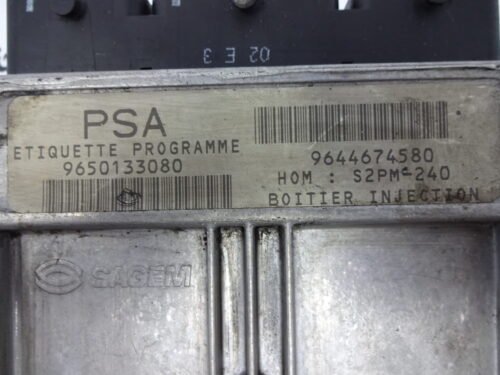 02 E 3
PSA
ETIQUETTE PROGRAMME
9650133080
9644674580
HOM : S2PM-240
BOITIER INJECTION
SAGEM